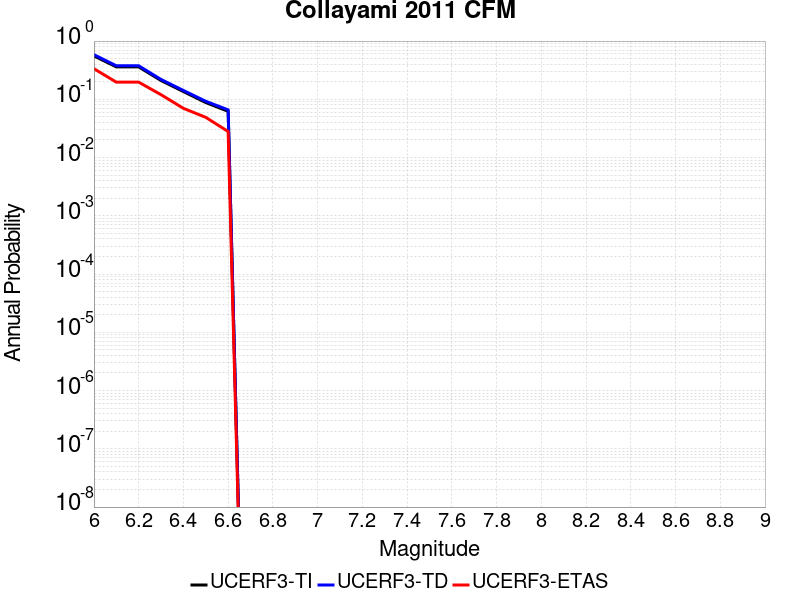 Collayami 2011 CFM
10^0
10^-1
10^-2
10^-3
10^-4
10^-5
10^-6
10^-7
10^-8
Annual Probability
6 6.2 6.4 6.6 6.8 7 7.2 7.4 7.6 7.8 8 8.2 8.4 8.6 8.8 9
Magnitude
UCERF3-TI UCERF3-TD UCERF3-ETAS